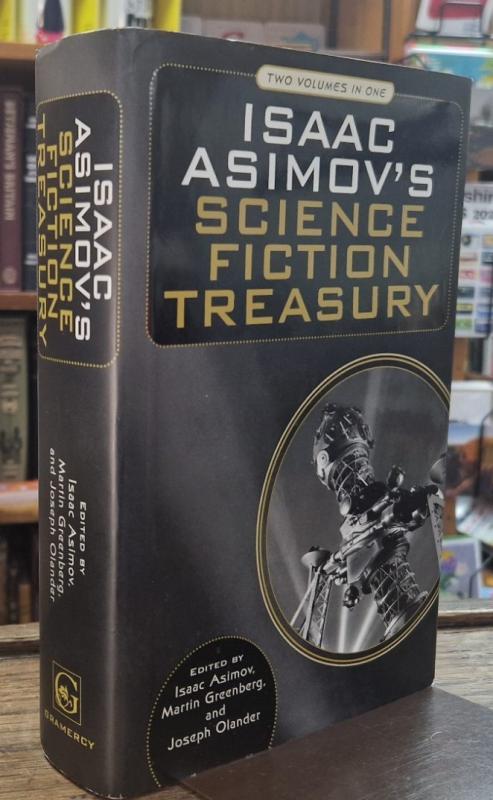 TWO VOLUMES IN ONE
ISAAC
ASIMOV'S
SCIENCE
FICTION
TREASURY
EDITED BY
Isaac Asimov,
Martin Greenberg,
and
Joseph Olander
ISAAC
ASIMOV'S
SCIENCE
FICTION
TREASURY
EDITED BY
Isaac Asimov,
Martin Greenberg,
and Joseph Olander
G
GRAMERCY